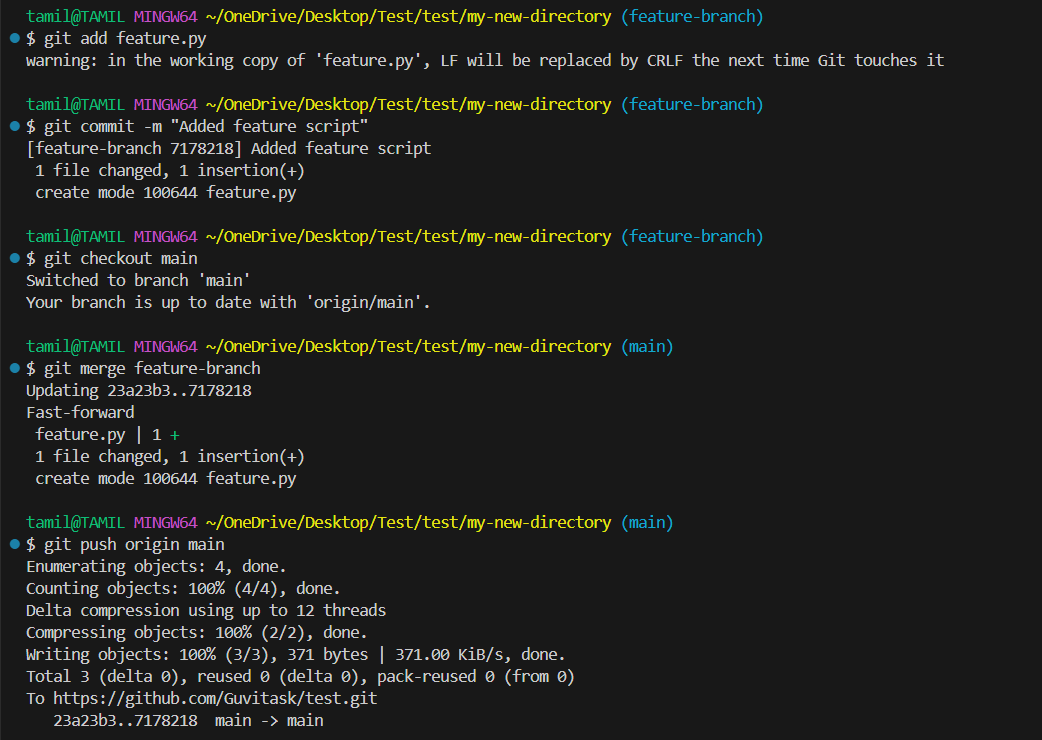 tamil@TAMIL MINGW64 ~/OneDrive/Desktop/Test/test/my-new-directory (feature-branch)
$ git add feature.py
warning: in the working copy of 'feature.py', LF will be replaced by CRLF the next time Git touches it
tamil@TAMIL MINGW64 ~/OneDrive/Desktop/Test/test/my-new-directory (feature-branch)
$ git commit -m "Added feature script"
[feature-branch 7178218] Added feature script
 1 file changed, 1 insertion(+)
 create mode 100644 feature.py
tamil@TAMIL MINGW64 ~/OneDrive/Desktop/Test/test/my-new-directory (feature-branch)
$ git checkout main
Switched to branch 'main'
Your branch is up to date with 'origin/main'.
tamil@TAMIL MINGW64 ~/OneDrive/Desktop/Test/test/my-new-directory (main)
$ git merge feature-branch
Updating 23a23b3..7178218
Fast-forward
 feature.py | 1 +
 1 file changed, 1 insertion(+)
 create mode 100644 feature.py
tamil@TAMIL MINGW64 ~/OneDrive/Desktop/Test/test/my-new-directory (main)
$ git push origin main
Enumerating objects: 4, done.
Counting objects: 100% (4/4), done.
Delta compression using up to 12 threads
Compressing objects: 100% (2/2), done.
Writing objects: 100% (3/3), 371 bytes | 371.00 KiB/s, done.
Total 3 (delta 0), reused 0 (delta 0), pack-reused 0 (from 0)
To https://github.com/Guvitask/test.git
   23a23b3..7178218  main -> main